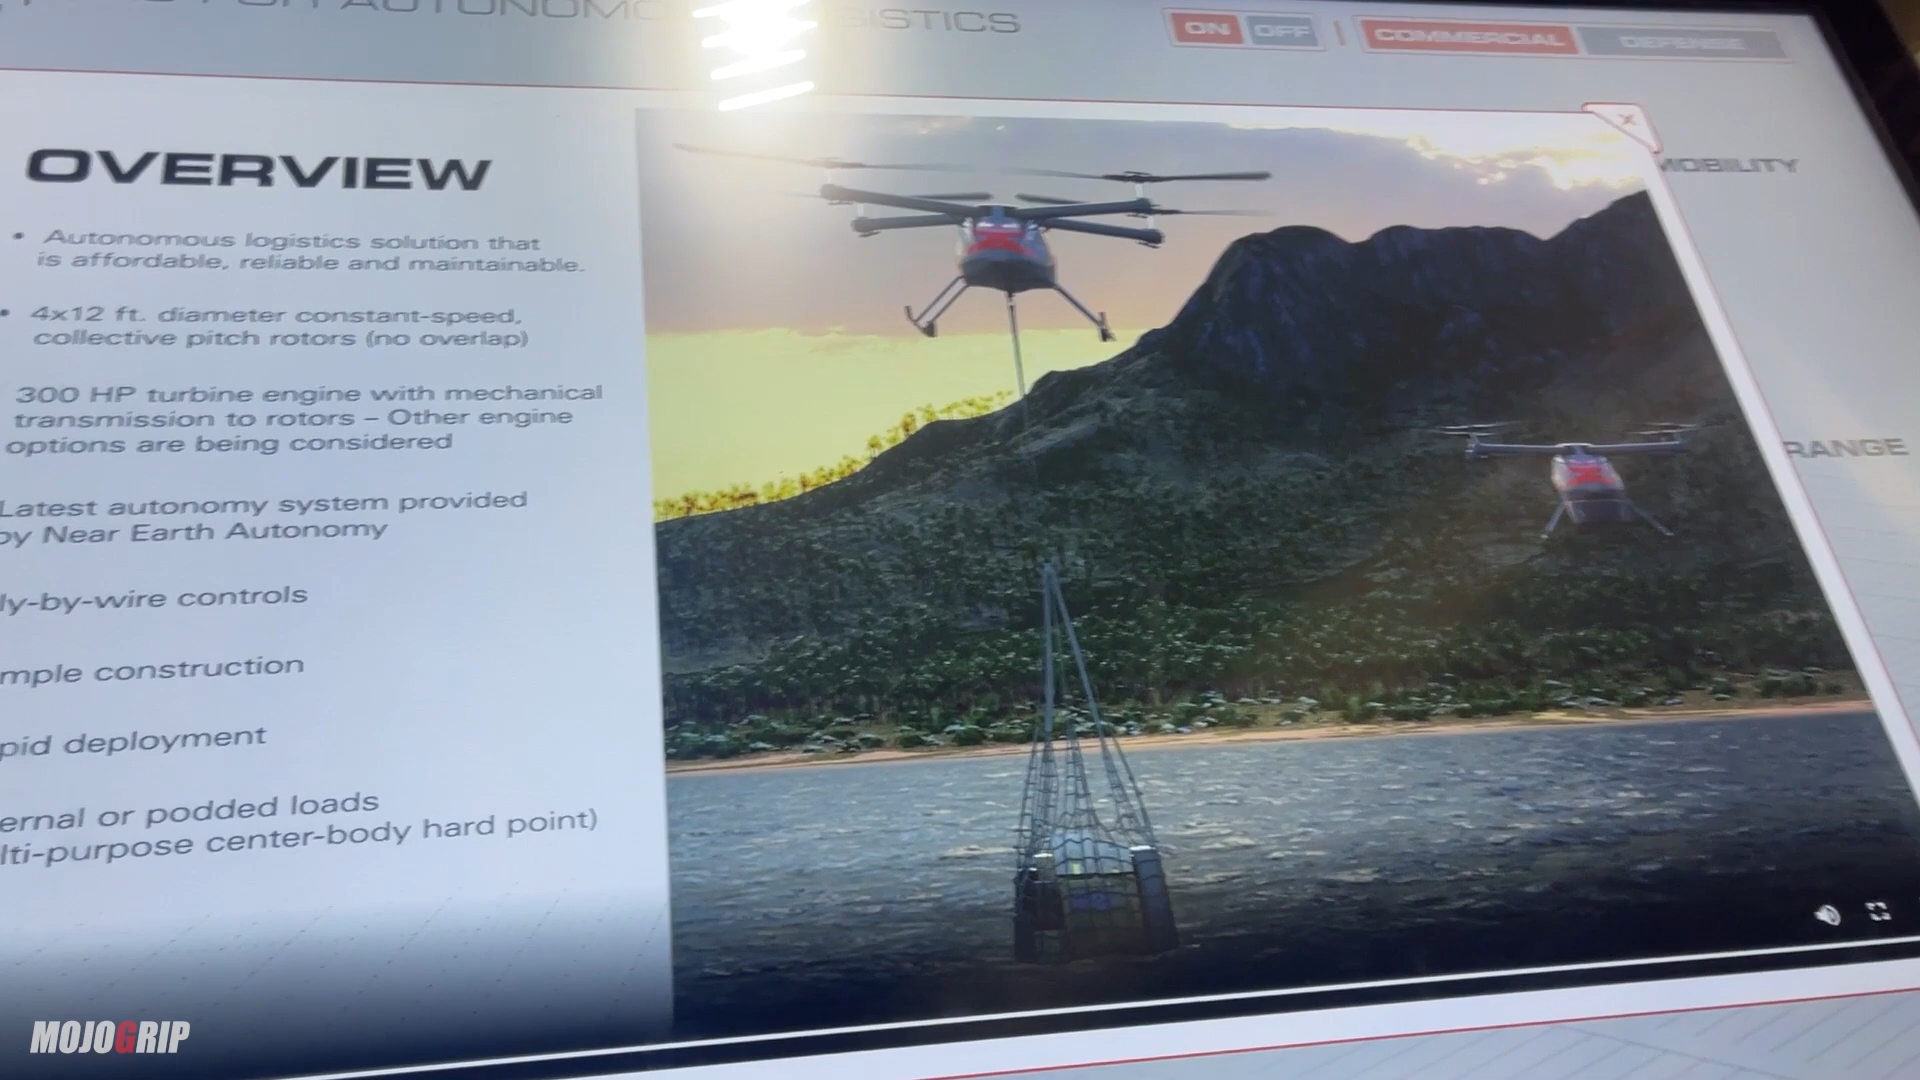 AUTONOMO ISTICS
ON OFF | COMMERCIAL DEFENSE
MOBILITY
OVERVIEW
• Autonomous logistics solution that
is affordable, reliable and maintainable.
• 4x12 ft. diameter constant-speed,
collective pitch rotors (no overlap)
300 HP turbine engine with mechanical
transmission to rotors – Other engine
options are being considered
RANGE
Latest autonomy system provided
by Near Earth Autonomy
ly-by-wire controls
mple construction
pid deployment
ernal or podded loads
lti-purpose center-body hard point)
MOJOGRIP